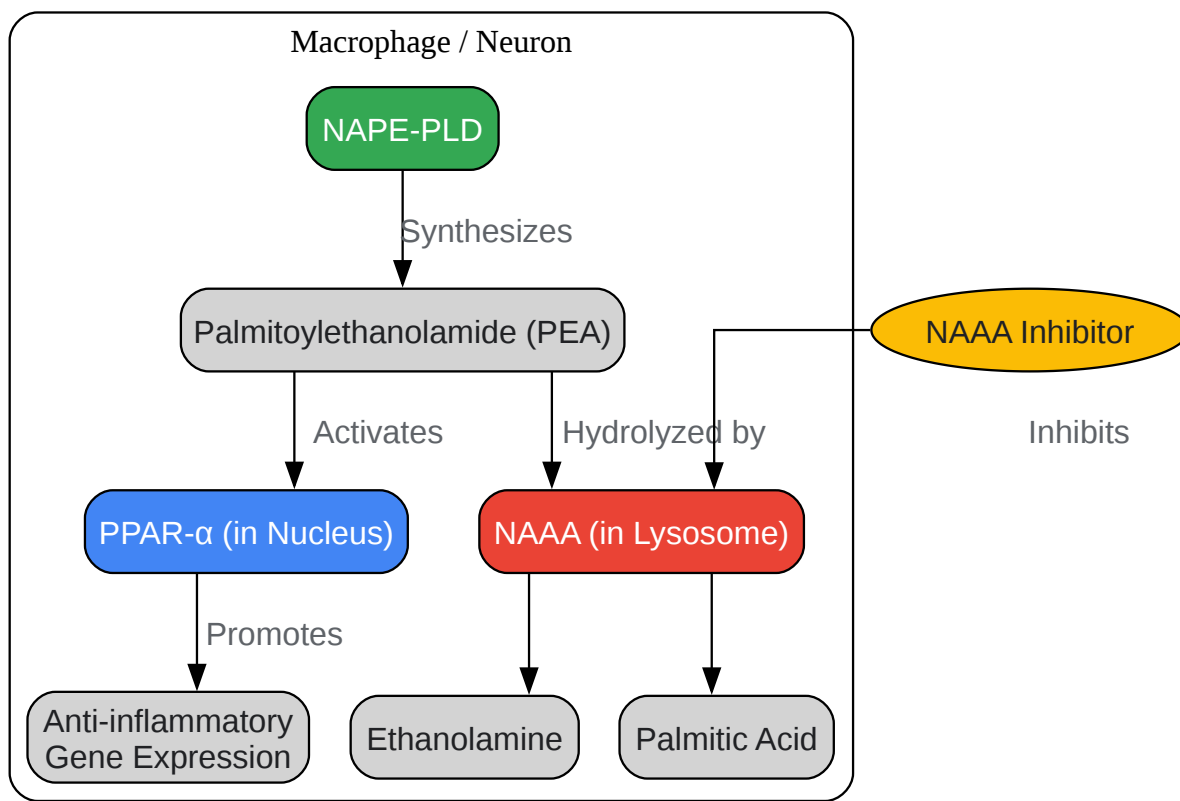 Macrophage / Neuron
NAPE-PLD
Synthesizes
Palmitoylethanolamide (PEA)
NAAA Inhibitor
Activates
Hydrolyzed by
Inhibits
PPAR-α (in Nucleus)
NAAA (in Lysosome)
Promotes
Anti-inflammatory
Gene Expression
Ethanolamine
Palmitic Acid